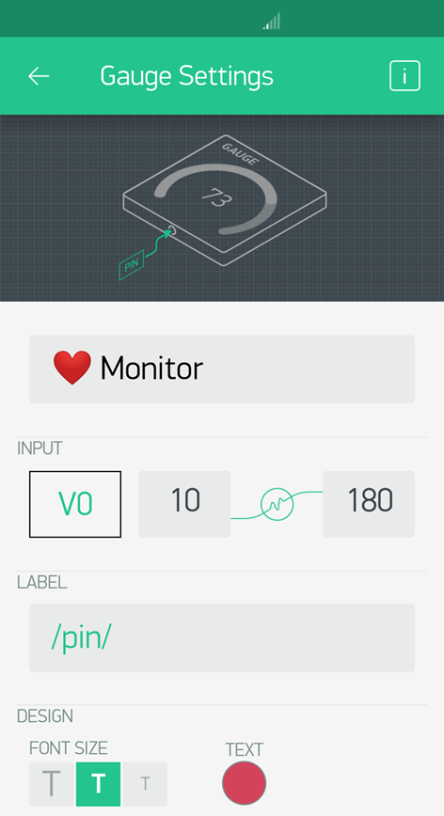 Gauge Settings
i
GAUGE
73
PIN
❤️ Monitor
INPUT
V0
10
180
LABEL
/pin/
DESIGN
FONT SIZE
TEXT
T T T